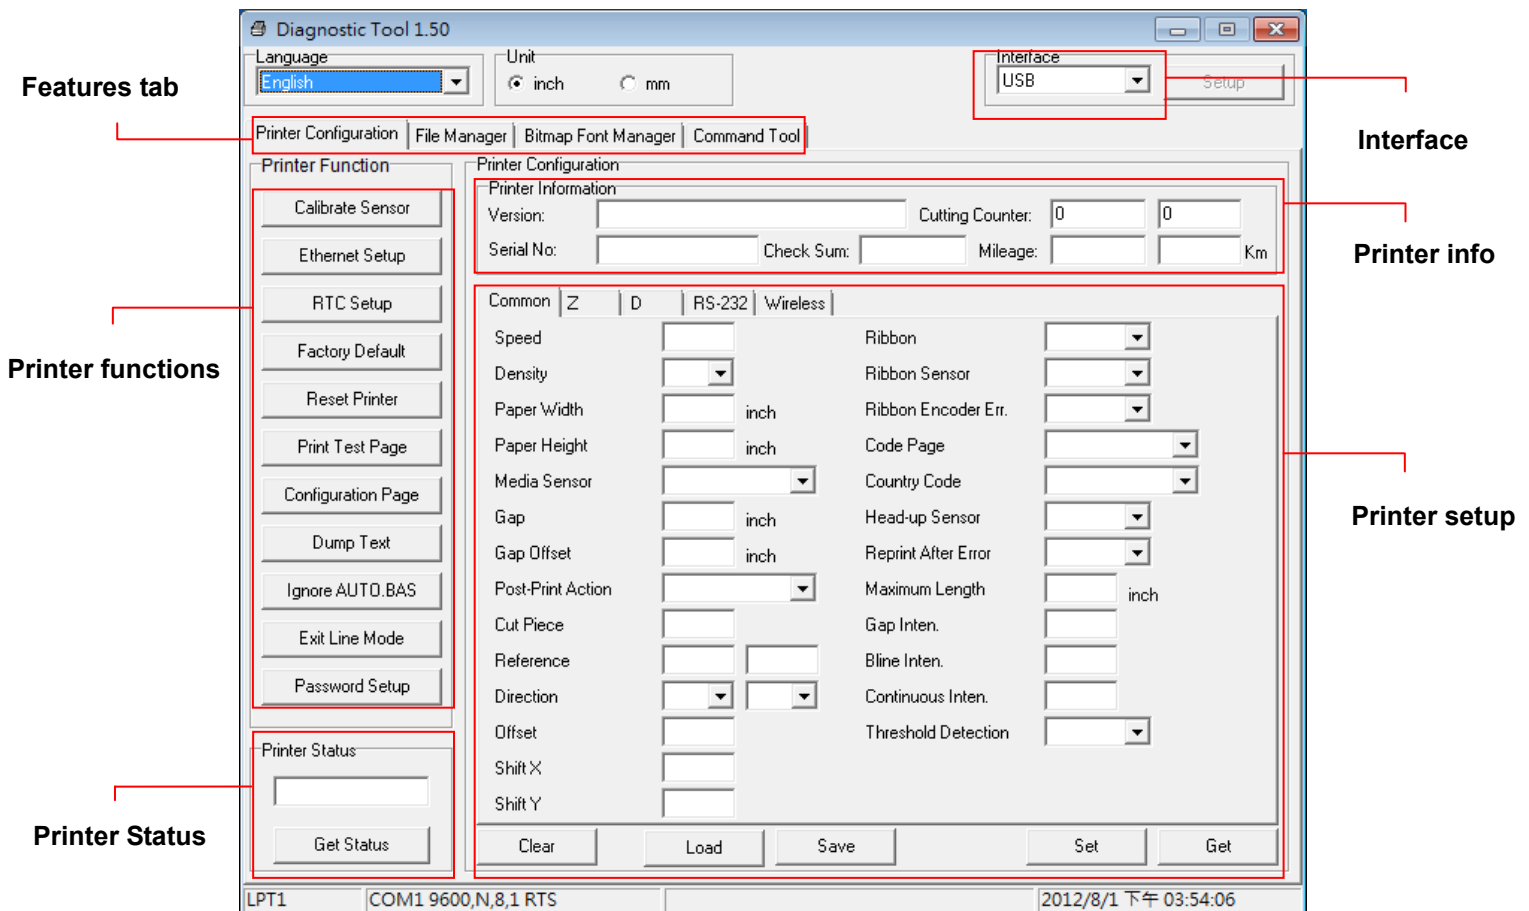 Diagnostic Tool 1.50
Language
Unit
Interface
English
inch
mm
USB
Setup
Features tab
Interface
Printer Configuration
File Manager
Bitmap Font Manager
Command Tool
Printer Function
Printer Configuration
Printer Information
Calibrate Sensor
Version:
Cutting Counter:
0
0
Ethernet Setup
Serial No:
Check Sum:
Mileage:
Km
Printer info
RTC Setup
Common
Z
D
RS-232
Wireless
Factory Default
Reset Printer
Print Test Page
Configuration Page
Dump Text
Ignore AUTO.BAS
Exit Line Mode
Password Setup
Printer functions
Speed
Density
Paper Width
inch
Paper Height
inch
Media Sensor
Gap
inch
Gap Offset
inch
Post-Print Action
Cut Piece
Reference
Direction
Offset
Shift X
Shift Y
Ribbon
Ribbon Sensor
Ribbon Encoder Err.
Code Page
Country Code
Head-up Sensor
Reprint After Error
Maximum Length
inch
Gap Inten.
Bline Inten.
Continuous Inten.
Threshold Detection
Printer setup
Printer Status
Printer Status
Get Status
Clear
Load
Save
Set
Get
LPT1
COM1 9600,N,8,1 RTS
2012/8/1 下午 03:54:06